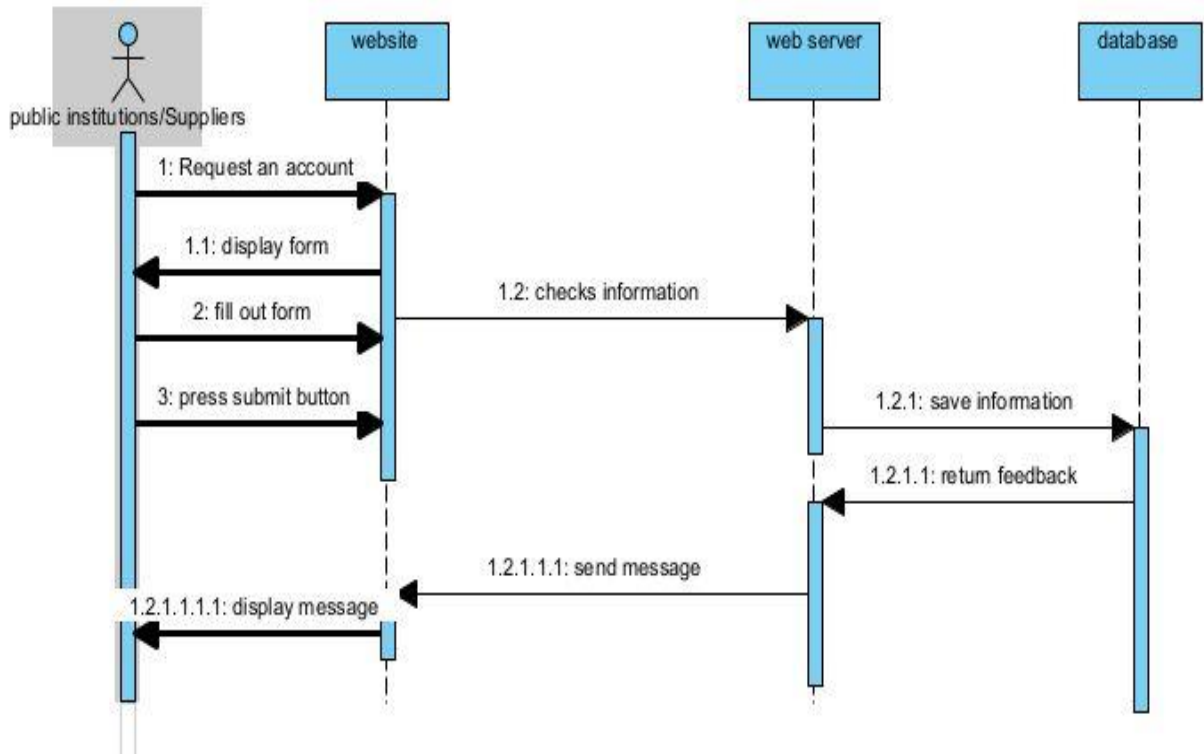 website
web server
database
public institutions/Suppliers
1: Request an account
1.1: display form
1.2: checks information
2: fill out form
3: press submit button
1.2.1: save information
1.2.1.1: return feedback
1.2.1.1.1: send message
1.2.1.1.1.1: display message